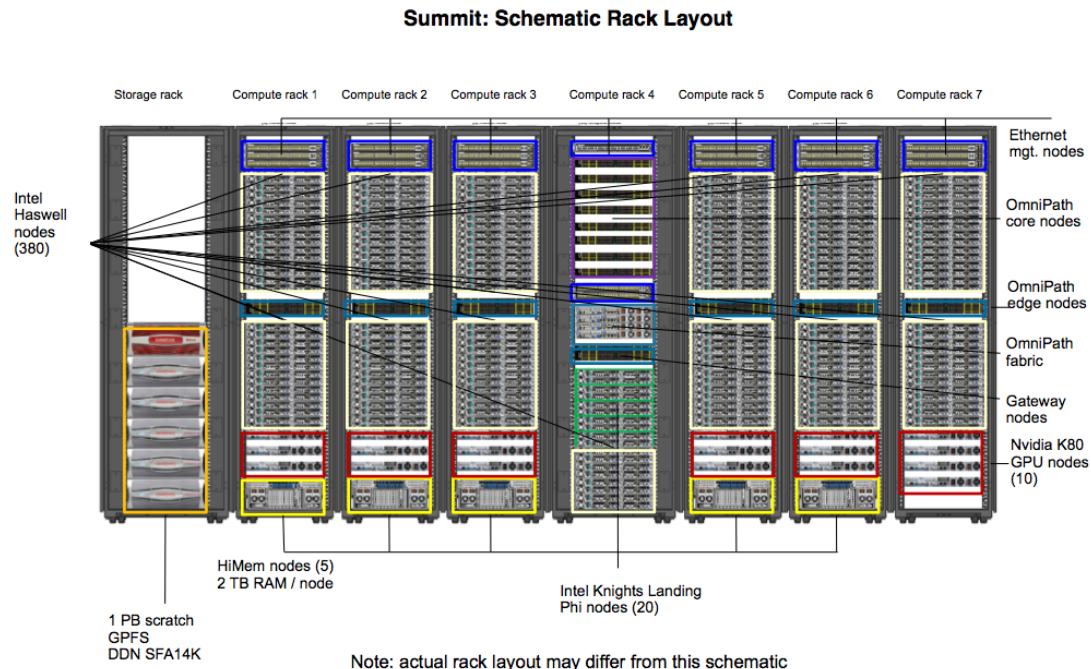 Summit: Schematic Rack Layout
Storage rack
Compute rack 1
Compute rack 2
Compute rack 3
Compute rack 4
Compute rack 5
Compute rack 6
Compute rack 7
Ethernet
mgt. nodes
Intel
Haswell
nodes
(380)
OmniPath
core nodes
OmniPath
edge nodes
OmniPath
fabric
Gateway
nodes
Nvidia K80
GPU nodes
(10)
HiMem nodes (5)
2 TB RAM / node
Intel Knights Landing
Phi nodes (20)
1 PB scratch
GPFS
DDN SFA14K
Note: actual rack layout may differ from this schematic